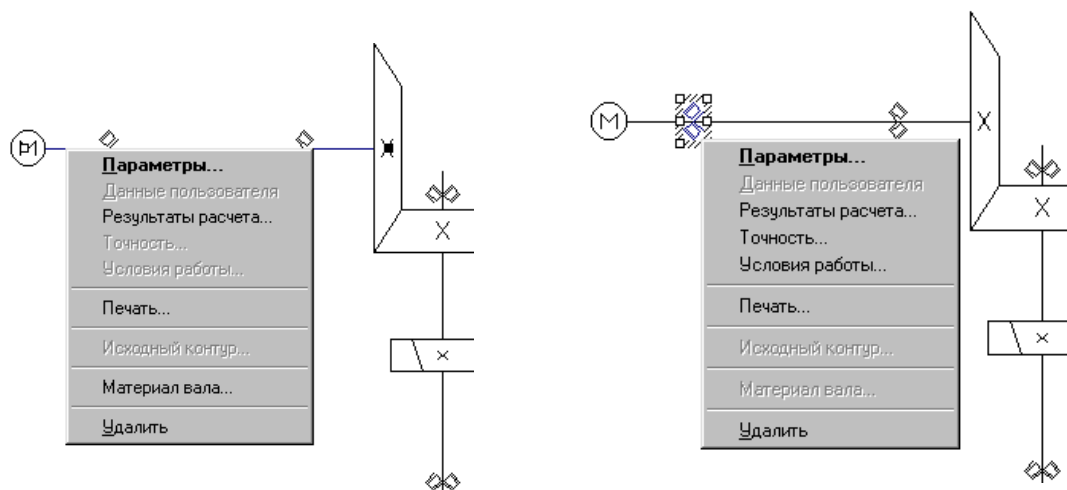 M
Параметры...
Данные пользователя
Результаты расчета...
Точность...
Условия работы...
Печать...
Исходный контур...
Материал вала...
Удалить
M
Параметры...
Данные пользователя
Результаты расчета...
Точность...
Условия работы...
Печать...
Исходный контур...
Материал вала...
Удалить